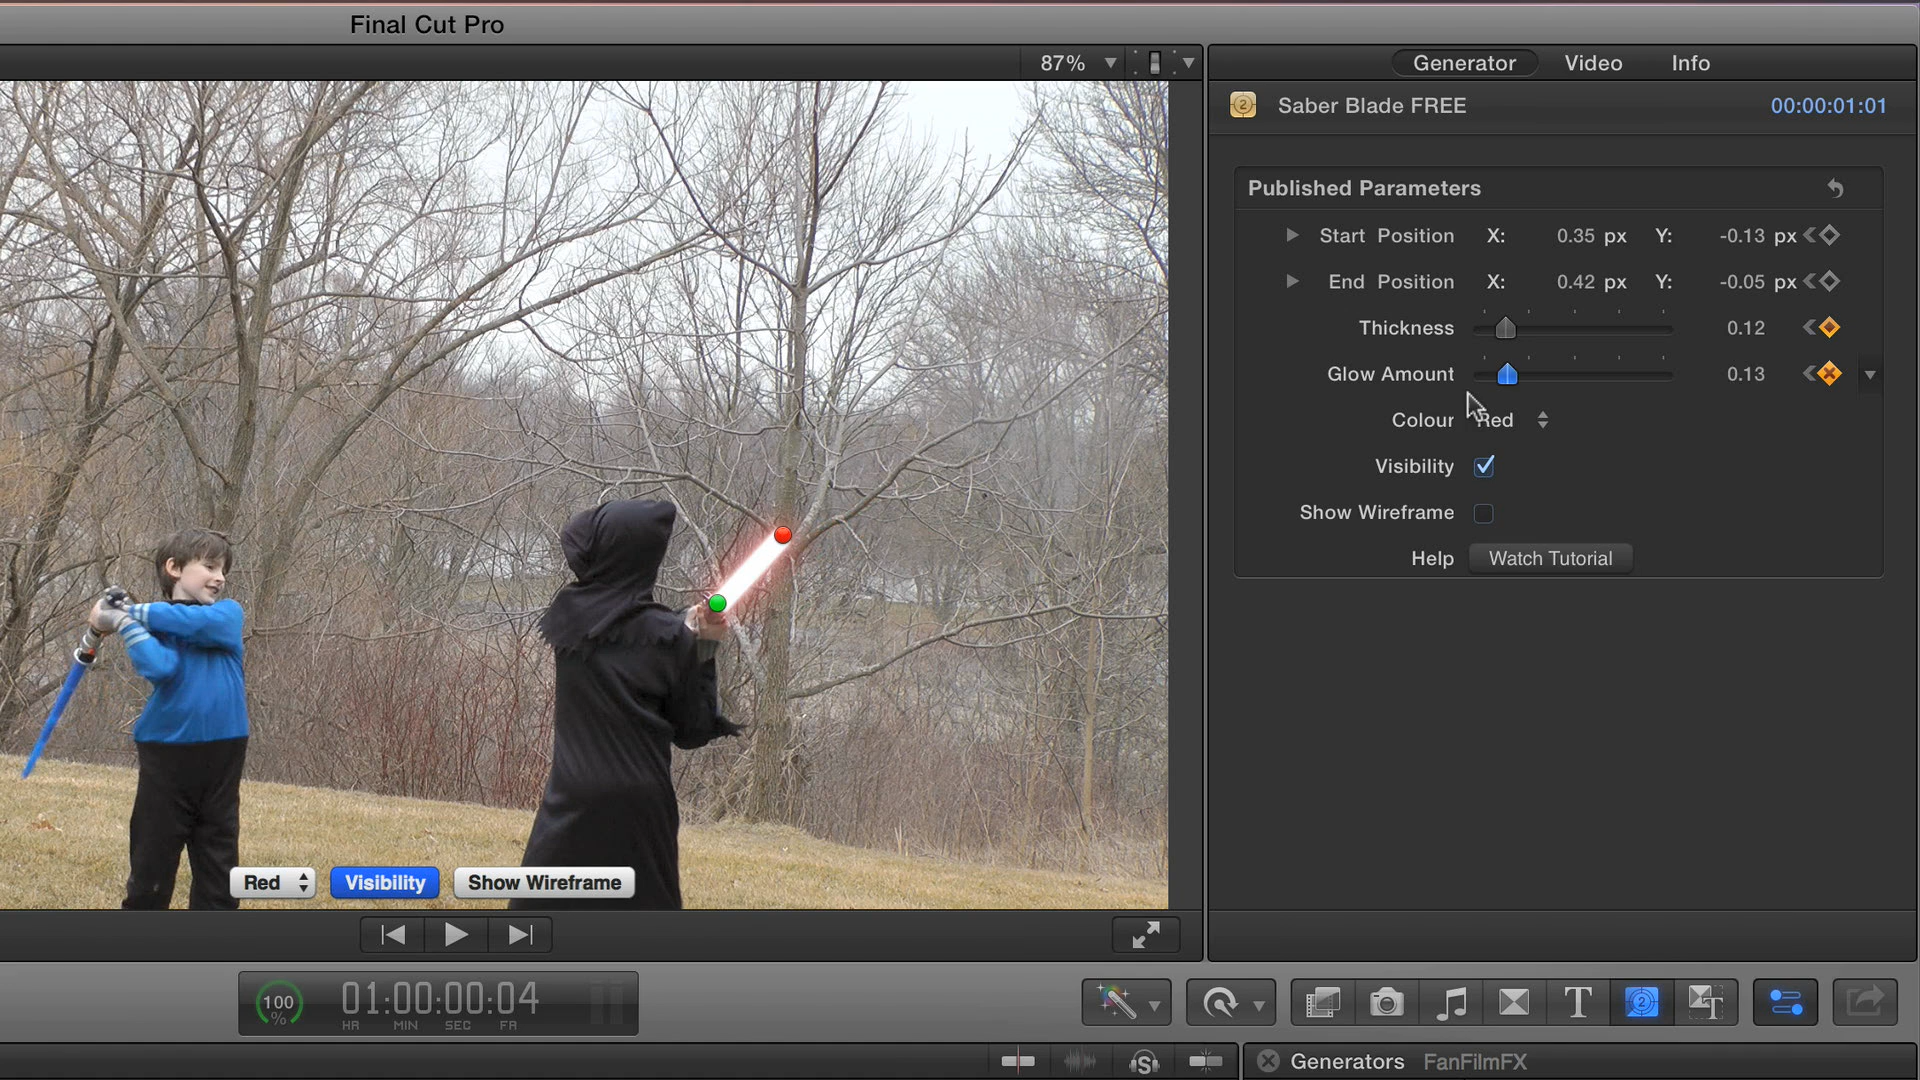 Final Cut Pro
87%
Generator Video Info
Saber Blade FREE 00:00:01:01
Published Parameters
Start Position X: 0.35 px Y: -0.13 px
End Position X: 0.42 px Y: -0.05 px
Thickness 0.12
Glow Amount 0.13
Colour Red
Visibility
Show Wireframe
Help Watch Tutorial
Red Visibility Show Wireframe
100 % 01:00:00:04
HR MIN SEC FR
T 2 T
S
Generators FanFilmFX